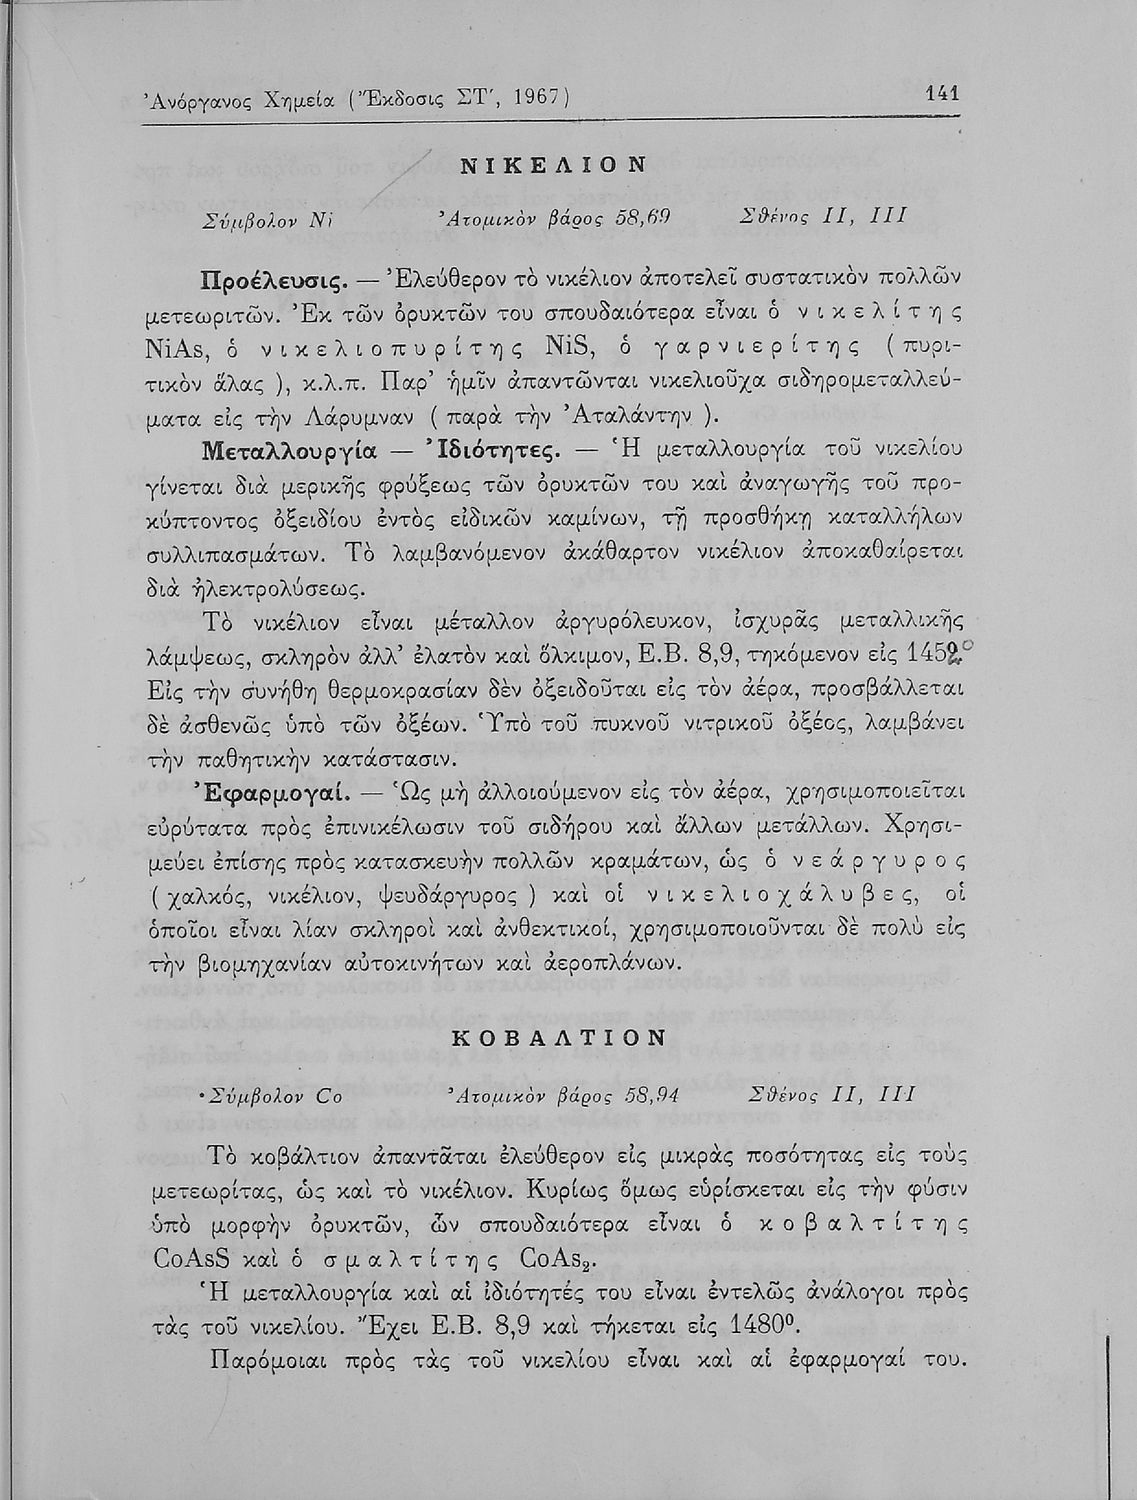 Ἀνόργανος Χημεία (Ἔκδοσις ΣΤ′, 1967) 141
ΝΙΚΕΛΙΟΝ
Σύμβολον Ni Ἀτομικὸν βάρος 58,69 Σθένος II, III
Προέλευσις. — Ἐλεύθερον τὸ νικέλιον ἀποτελεῖ συστατικὸν πολλῶν
μετεωριτῶν. Ἐκ τῶν ὀρυκτῶν του σπουδαιότερα εἶναι ὁ νικελίτης
NiAs, ὁ νικελιοπυρίτης NiS, ὁ γαρνιερίτης ( πυρι-
τικὸν ἅλας ), κ.λ.π. Παρ’ ἡμῖν ἀπαντῶνται νικελιοῦχα σιδηρομεταλλεύ-
ματα εἰς τὴν Λάρυμναν ( παρὰ τὴν Ἀταλάντην ).
Μεταλλουργία — Ἰδιότητες. — Ἡ μεταλλουργία τοῦ νικελίου
γίνεται διὰ μερικῆς φρύξεως τῶν ὀρυκτῶν του καὶ ἀναγωγῆς τοῦ προ-
κύπτοντος ὀξειδίου ἐντὸς εἰδικῶν καμίνων, τῇ προσθήκῃ καταλλήλων
συλλιπασμάτων. Τὸ λαμβανόμενον ἀκάθαρτον νικέλιον ἀποκαθαίρεται
διὰ ἠλεκτρολύσεως.
Τὸ νικέλιον εἶναι μέταλλον ἀργυρόλευκον, ἰσχυρᾶς μεταλλικῆς
λάμψεως, σκληρὸν ἀλλ’ ἐλατὸν καὶ ὅλκιμον, Ε.Β. 8,9, τηκόμενον εἰς 1452.°
Εἰς τὴν συνήθη θερμοκρασίαν δὲν ὀξειδοῦται εἰς τὸν ἀέρα, προσβάλλεται
δὲ ἀσθενῶς ὑπὸ τῶν ὀξέων. Ὑπὸ τοῦ πυκνοῦ νιτρικοῦ ὀξέος, λαμβάνει
τὴν παθητικὴν κατάστασιν.
Ἐφαρμογαί. — Ὡς μὴ ἀλλοιούμενον εἰς τὸν ἀέρα, χρησιμοποιεῖται
εὐρύτατα πρὸς ἐπινικέλωσιν τοῦ σιδήρου καὶ ἄλλων μετάλλων. Χρησι-
μεύει ἐπίσης πρὸς κατασκευὴν πολλῶν κραμάτων, ὡς ὁ νεάργυρος
( χαλκός, νικέλιον, ψευδάργυρος ) καὶ οἱ νικελιοχάλυβες, οἱ
ὁποῖοι εἶναι λίαν σκληροὶ καὶ ἀνθεκτικοί, χρησιμοποιοῦνται δὲ πολὺ εἰς
τὴν βιομηχανίαν αὐτοκινήτων καὶ ἀεροπλάνων.
ΚΟΒΑΛΤΙΟΝ
Σύμβολον Co Ἀτομικὸν βάρος 58,94 Σθένος II, III
Τὸ κοβάλτιον ἀπαντᾶται ἐλεύθερον εἰς μικρὰς ποσότητας εἰς τοὺς
μετεωρίτας, ὡς καὶ τὸ νικέλιον. Κυρίως ὅμως εὑρίσκεται εἰς τὴν φύσιν
ὑπὸ μορφὴν ὀρυκτῶν, ὧν σπουδαιότερα εἶναι ὁ κοβαλτίτης
CoAsS καὶ ὁ σμαλτίτης CoAs₂.
Ἡ μεταλλουργία καὶ αἱ ἰδιότητές του εἶναι ἐντελῶς ἀνάλογοι πρὸς
τὰς τοῦ νικελίου. Ἔχει Ε.Β. 8,9 καὶ τήκεται εἰς 1480⁰.
Παρόμοιαι πρὸς τὰς τοῦ νικελίου εἶναι καὶ αἱ ἐφαρμογαί του.